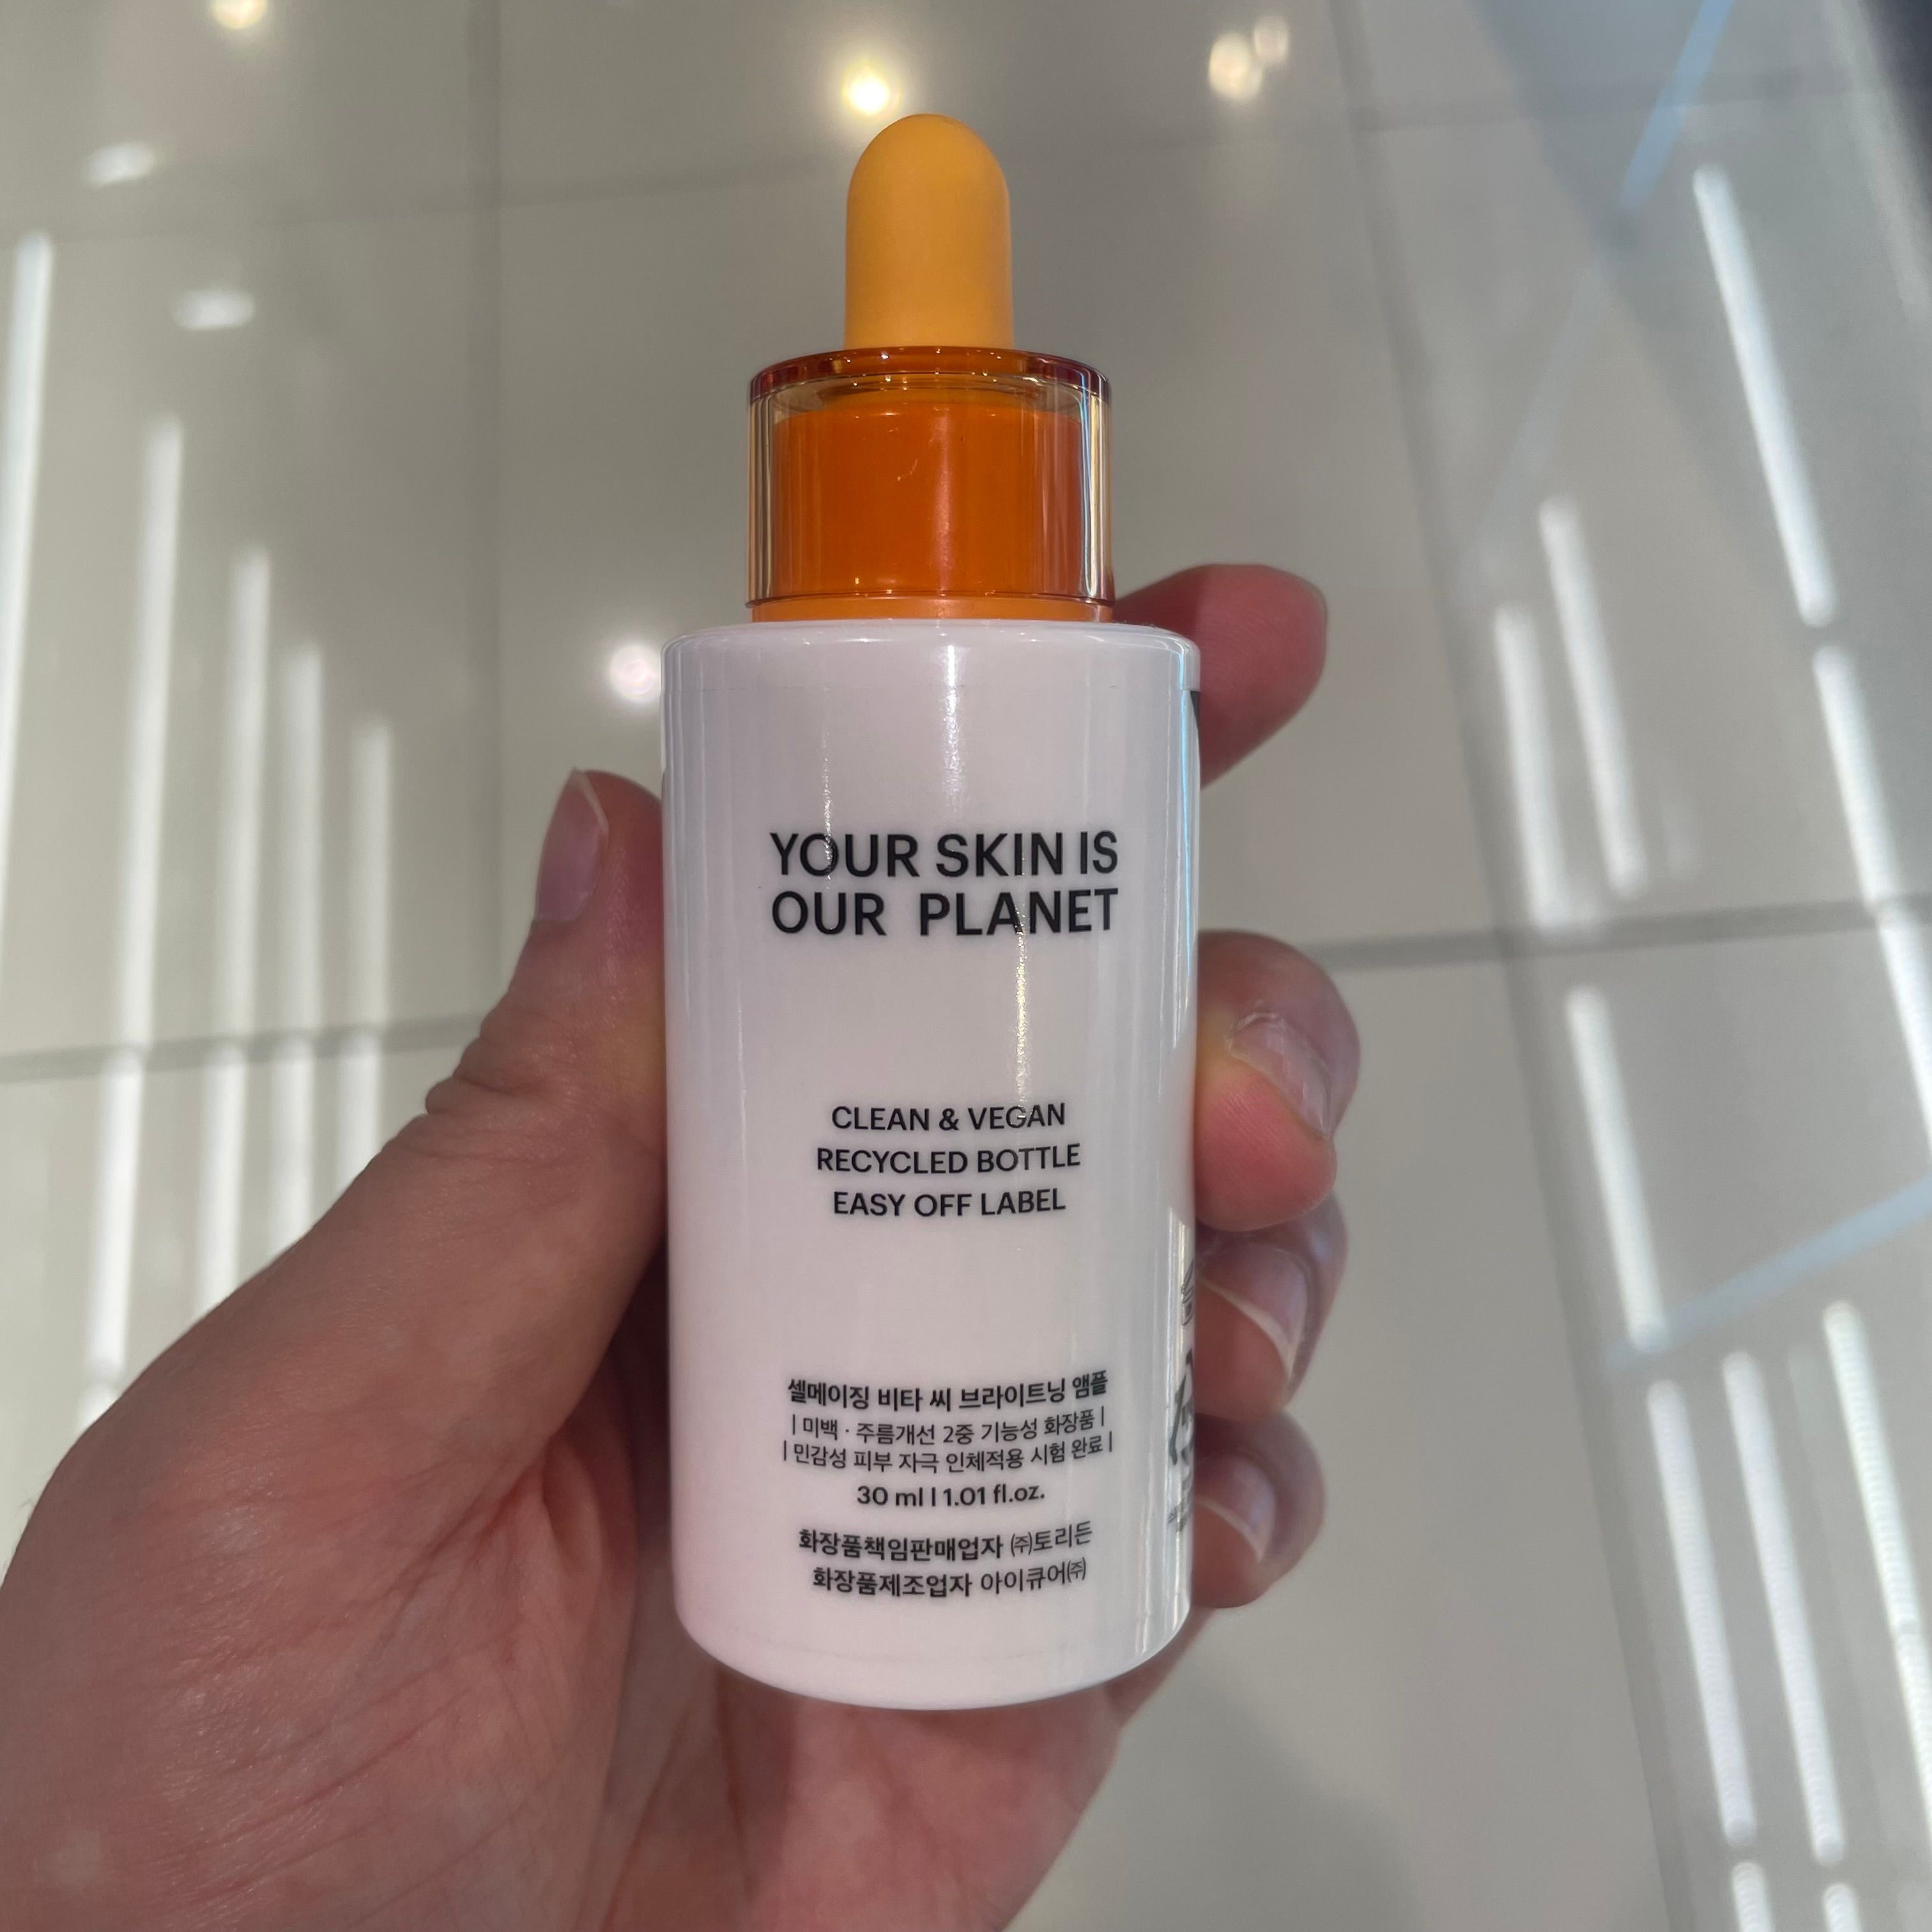 YOUR SKIN IS
OUR PLANET
CLEAN & VEGAN
RECYCLED BOTTLE
EASY OFF LABEL
셀메이징 비타 씨 브라이트닝 앰플
| 미백 · 주름개선 2중 기능성 화장품 |
| 민감성 피부 자극 인체적용 시험 완료 |
30 ml | 1.01 fl.oz.
화장품책임판매업자 ㈜토리든
화장품제조업자 아이큐어㈜